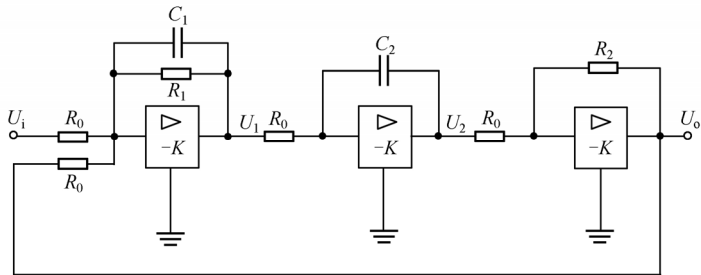 C₁
C₂
R₂
R₁
Uᵢ
R₀
U₁
R₀
U₂
R₀
Uₒ
▷
−K
▷
−K
▷
−K
R₀